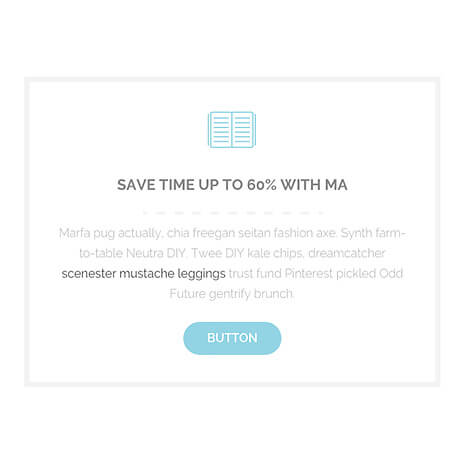 SAVE TIME UP TO 60% WITH MA
Marfa pug actually, chia freegan seitan fashion axe. Synth farm-
to-table Neutra DIY. Twee DIY kale chips, dreamcatcher
scenester mustache leggings trust fund Pinterest pickled Odd
Future gentrify brunch.
BUTTON